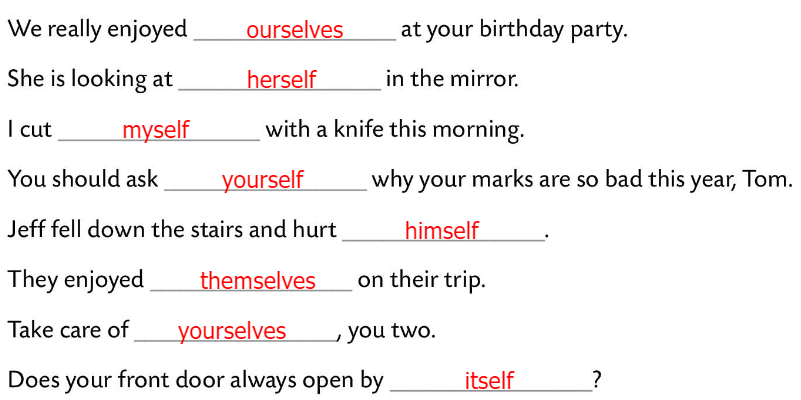 We really enjoyed ourselves at your birthday party.
She is looking at herself in the mirror.
I cut myself with a knife this morning.
You should ask yourself why your marks are so bad this year, Tom.
Jeff fell down the stairs and hurt himself.
They enjoyed themselves on their trip.
Take care of yourselves, you two.
Does your front door always open by itself?